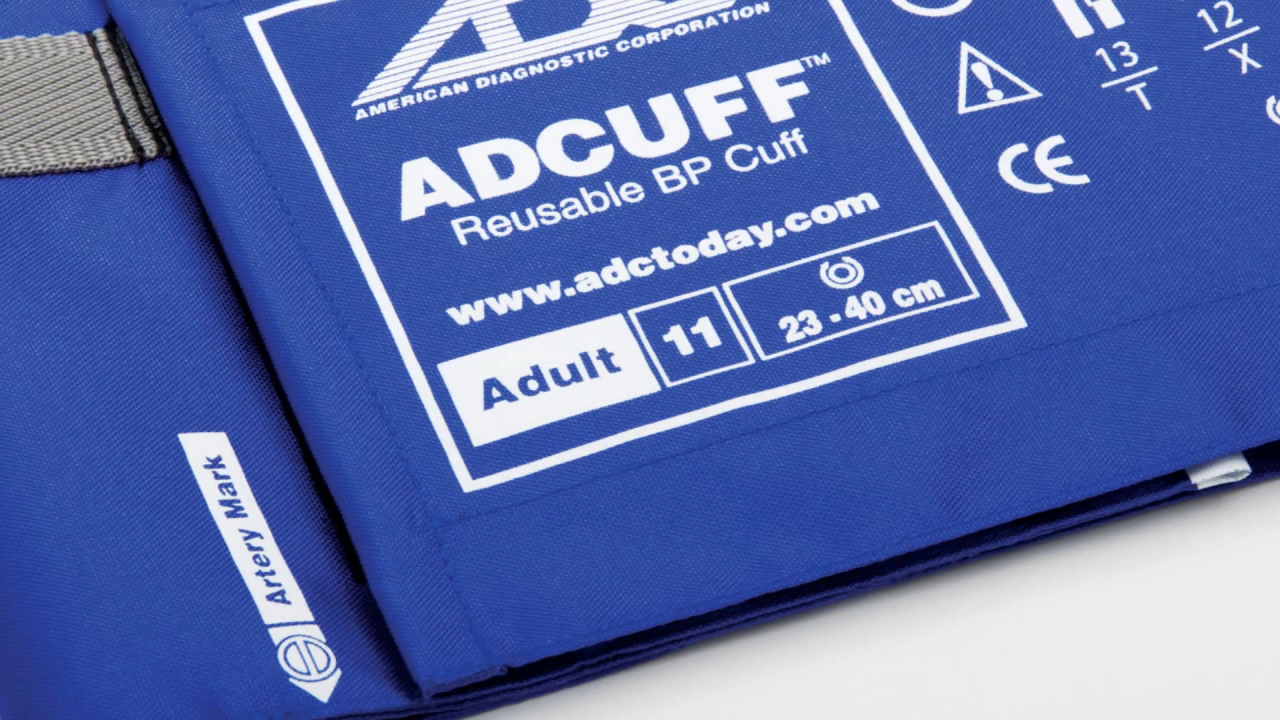 ADC
AMERICAN DIAGNOSTIC CORPORATION
ADCUFF™
Reusable BP Cuff
www.adctoday.com
Adult 11 23 - 40 cm
13
T
12
X
CE
Artery Mark